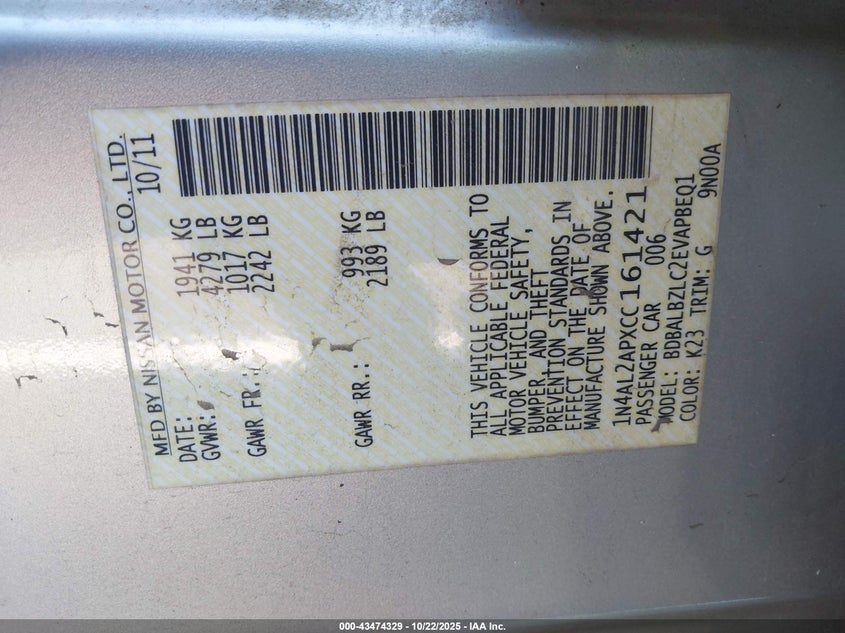 MFD BY NISSAN MOTOR CO., LTD.
DATE: 10/11
GVWR: 1941 KG
4279 LB
GAWR FR.: 1017 KG
2242 LB
GAWR RR.: 993 KG
2189 LB
THIS VEHICLE CONFORMS TO
ALL APPLICABLE FEDERAL
MOTOR VEHICLE SAFETY,
BUMPER, AND THEFT
PREVENTION STANDARDS IN
EFFECT ON THE DATE OF
MANUFACTURE SHOWN ABOVE.
1N4AL2APXCC161421
PASSENGER CAR 006
MODEL: BDBALBZLC2EVAPBEQ1
COLOR: K23 TRIM: G 9N00A
000-43474329 | 10/22/2025 - IAA Inc.